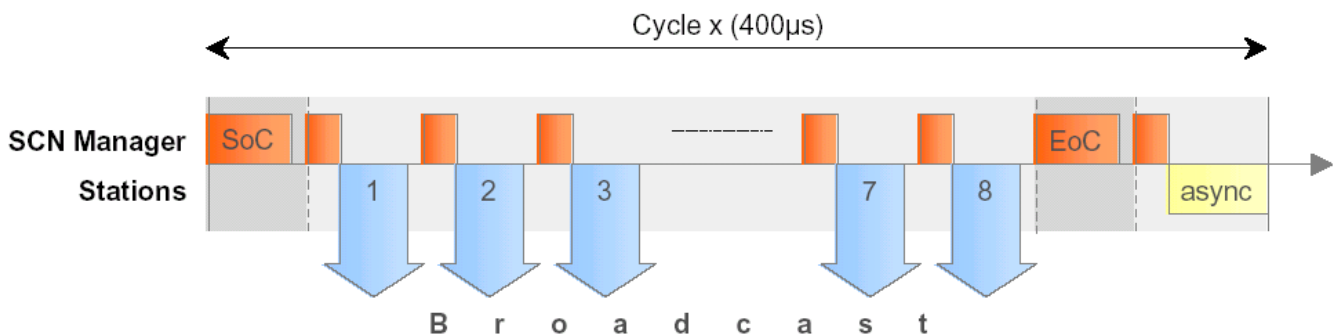 Cycle x (400µs)
SCN Manager SoC EoC
Stations 1 2 3 7 8 async
B r o a d c a s t